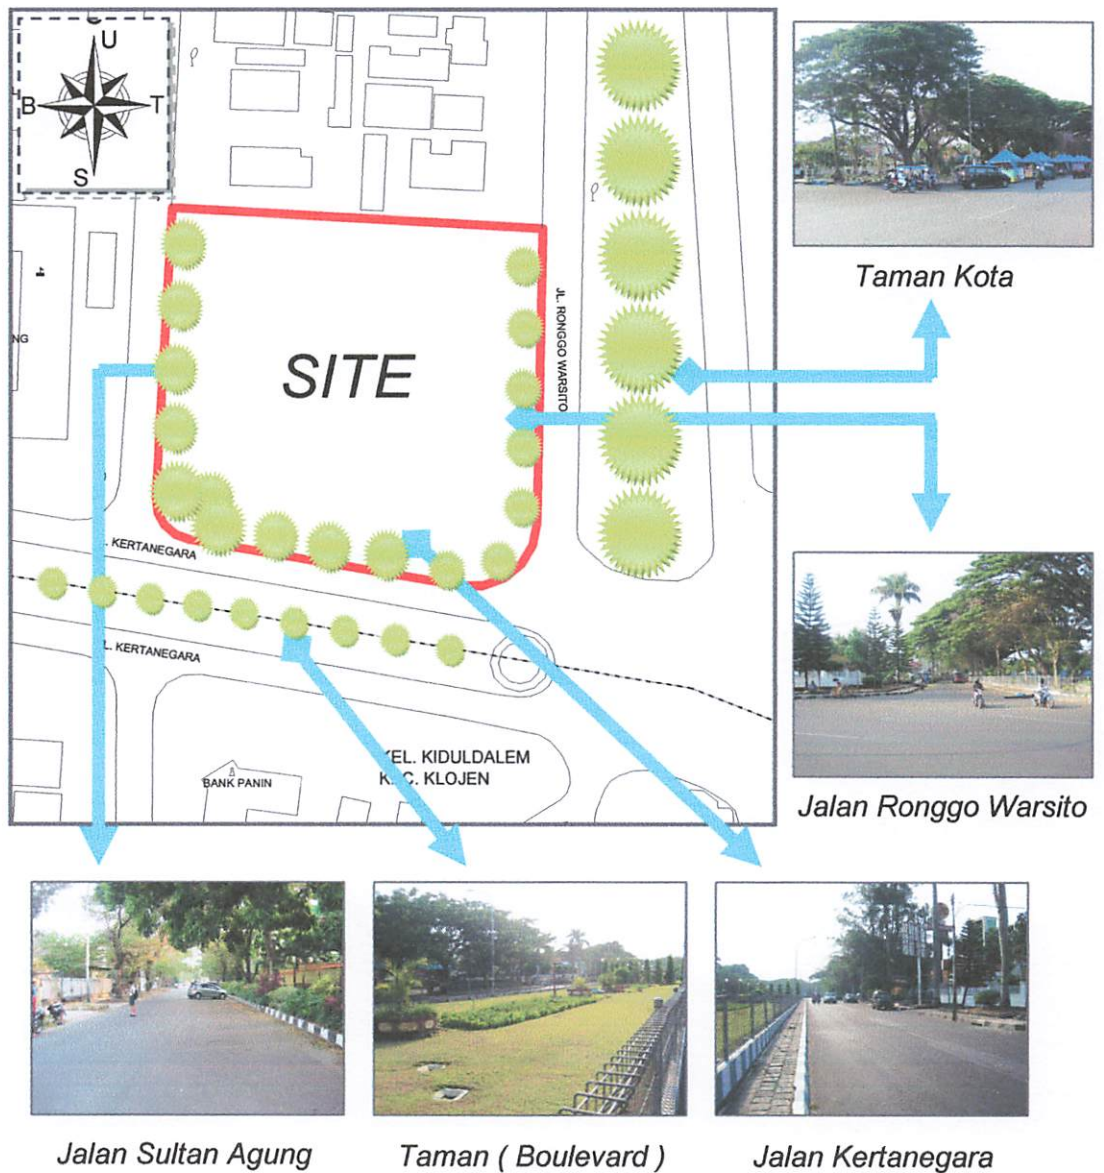 U
B T
S
NG
SITE
JL. RONGGO WARSITO
. KERTANEGARA
L. KERTANEGARA
KEL. KIDULDALEM
KEC. KLOJEN
BANK PANIN
Taman Kota
Jalan Ronggo Warsito
Jalan Sultan Agung
Taman ( Boulevard )
Jalan Kertanegara